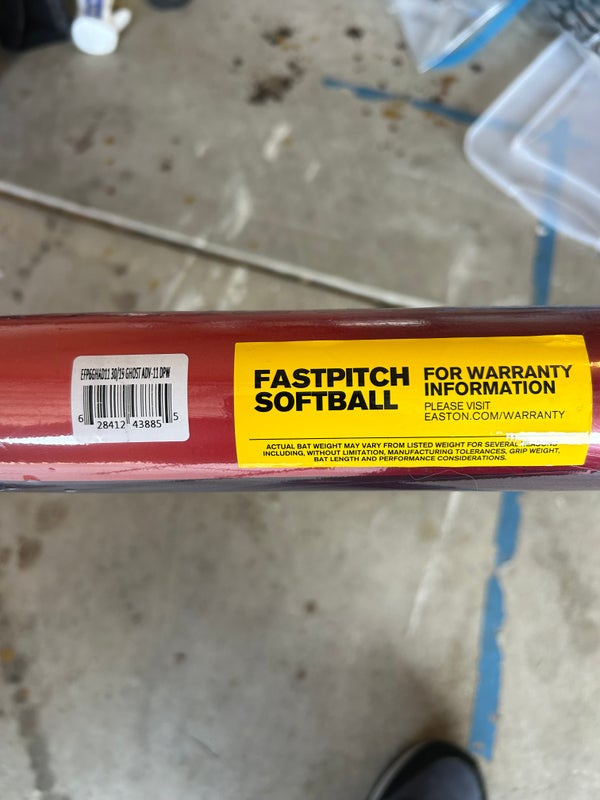 EFP6GHAD11 30/19 GHOST ADV-11 DPW
6 28412 43885 5
FASTPITCH
SOFTBALL
FOR WARRANTY
INFORMATION
PLEASE VISIT
EASTON.COM/WARRANTY
ACTUAL BAT WEIGHT MAY VARY FROM LISTED WEIGHT FOR SEVERAL REASONS
INCLUDING, WITHOUT LIMITATION, MANUFACTURING TOLERANCES, GRIP WEIGHT,
BAT LENGTH AND PERFORMANCE CONSIDERATIONS.